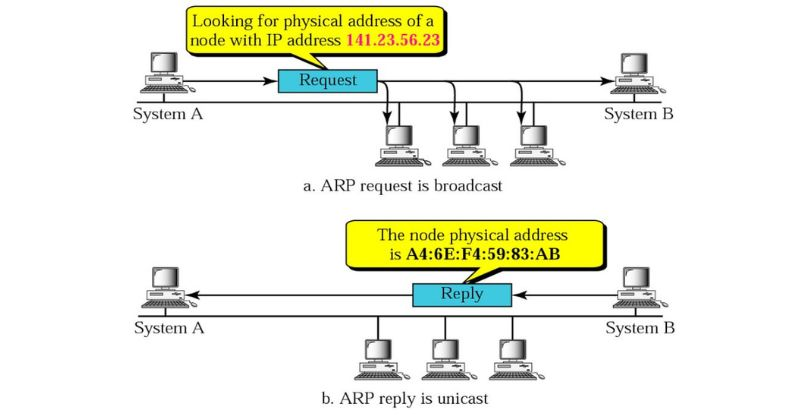 Looking for physical address of a
node with IP address 141.23.56.23
Request
System A
System B
a. ARP request is broadcast
The node physical address
is A4:6E:F4:59:83:AB
Reply
System A
System B
b. ARP reply is unicast